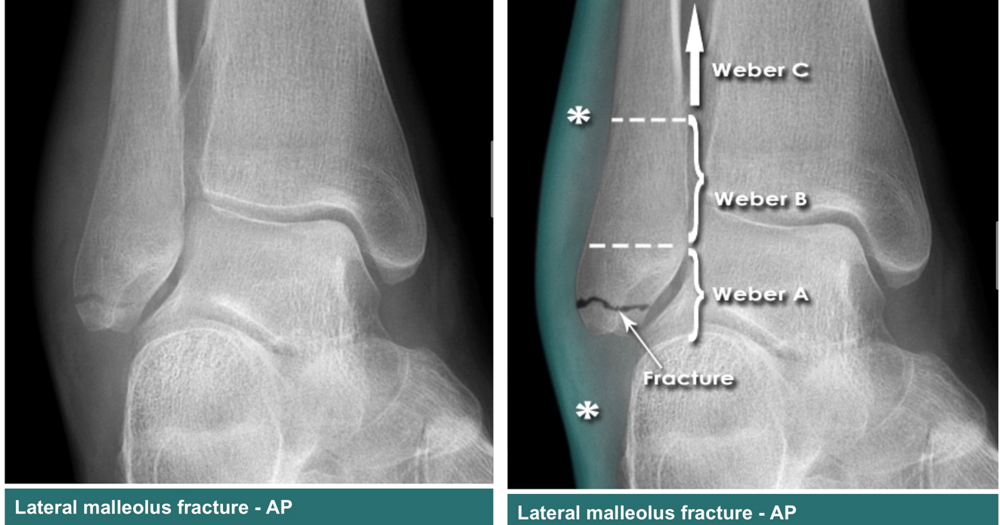 Weber C
*
Weber B
Weber A
Fracture
*
Lateral malleolus fracture - AP
Lateral malleolus fracture - AP